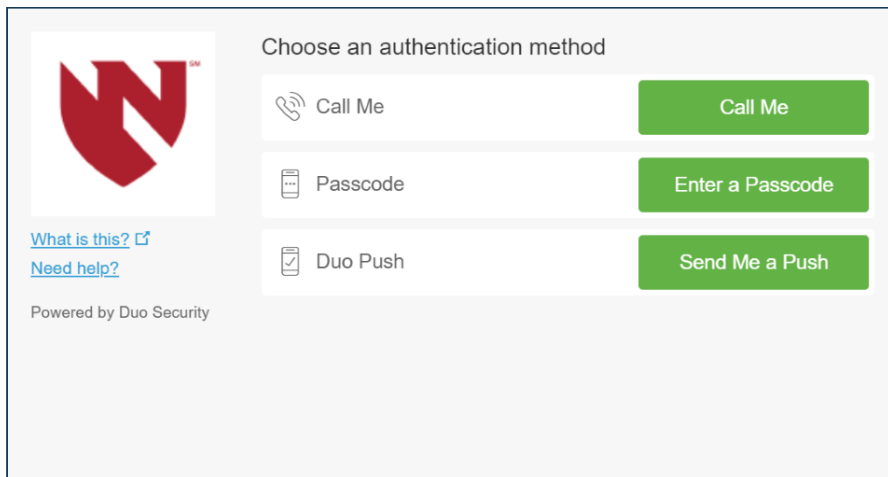 SM
What is this?
Need help?
Powered by Duo Security
Choose an authentication method
Call Me
Call Me
Passcode
Enter a Passcode
Duo Push
Send Me a Push